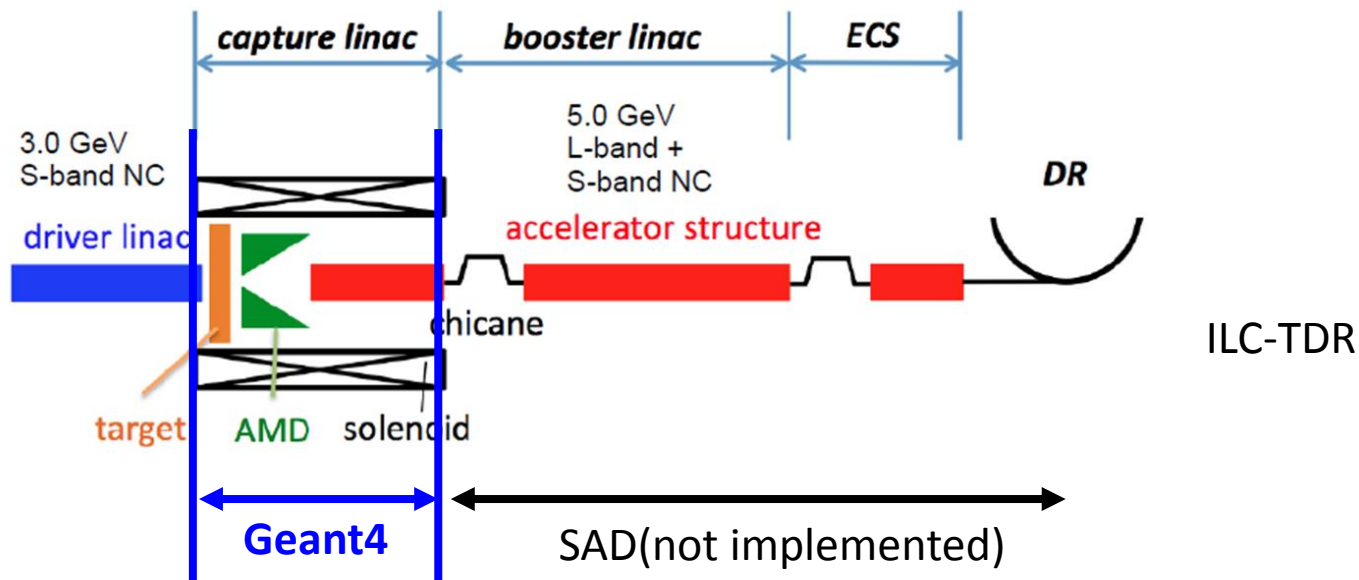 capture linac
booster linac
ECS
3.0 GeV
S-band NC
5.0 GeV
L-band +
S-band NC
DR
driver linac
accelerator structure
chicane
ILC-TDR
target
AMD
solenoid
Geant4
SAD(not implemented)